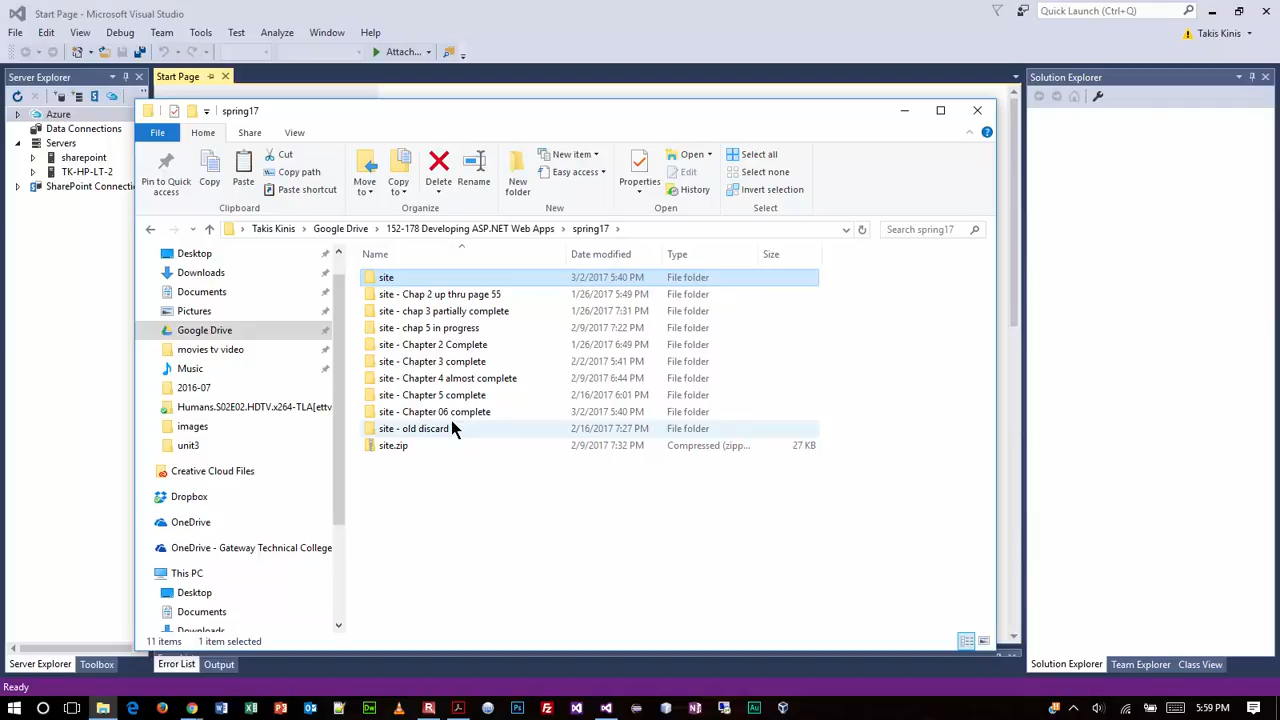 Start Page - Microsoft Visual Studio
Quick Launch (Ctrl+Q)
File Edit View Debug Team Tools Test Analyze Window Help
Takis Kinis
Attach...
Server Explorer
Start Page
Solution Explorer
Azure
Data Connections
Servers
sharepoint
TK-HP-LT-2
SharePoint Connectic
spring17
File Home Share View
Pin to Quick access
Copy
Paste
Cut
Copy path
Paste shortcut
Move to
Copy to
Delete
Rename
New folder
New item
Easy access
Properties
Open
Edit
History
Select all
Select none
Invert selection
Clipboard Organize New Open Select
Takis Kinis > Google Drive > 152-178 Developing ASP.NET Web Apps > spring17 >
Search spring17
Desktop
Downloads
Documents
Pictures
Google Drive
movies tv video
Music
2016-07
Humans.S02E02.HDTV.x264-TLA[ettv
images
unit3
Creative Cloud Files
Dropbox
OneDrive
OneDrive - Gateway Technical College
This PC
Desktop
Documents
Downloads
Name Date modified Type Size
site 3/2/2017 5:40 PM File folder
site - Chap 2 up thru page 55 1/26/2017 5:49 PM File folder
site - chap 3 partially complete 1/26/2017 7:31 PM File folder
site - chap 5 in progress 2/9/2017 7:22 PM File folder
site - Chapter 2 Complete 1/26/2017 6:49 PM File folder
site - Chapter 3 complete 2/2/2017 5:41 PM File folder
site - Chapter 4 almost complete 2/9/2017 6:44 PM File folder
site - Chapter 5 complete 2/16/2017 6:01 PM File folder
site - Chapter 06 complete 3/2/2017 5:40 PM File folder
site - old discard 2/16/2017 7:27 PM File folder
site.zip 2/9/2017 7:32 PM Compressed (zipp... 27 KB
11 items 1 item selected
Server Explorer Toolbox
Error List Output
Solution Explorer Team Explorer Class View
Ready
5:59 PM